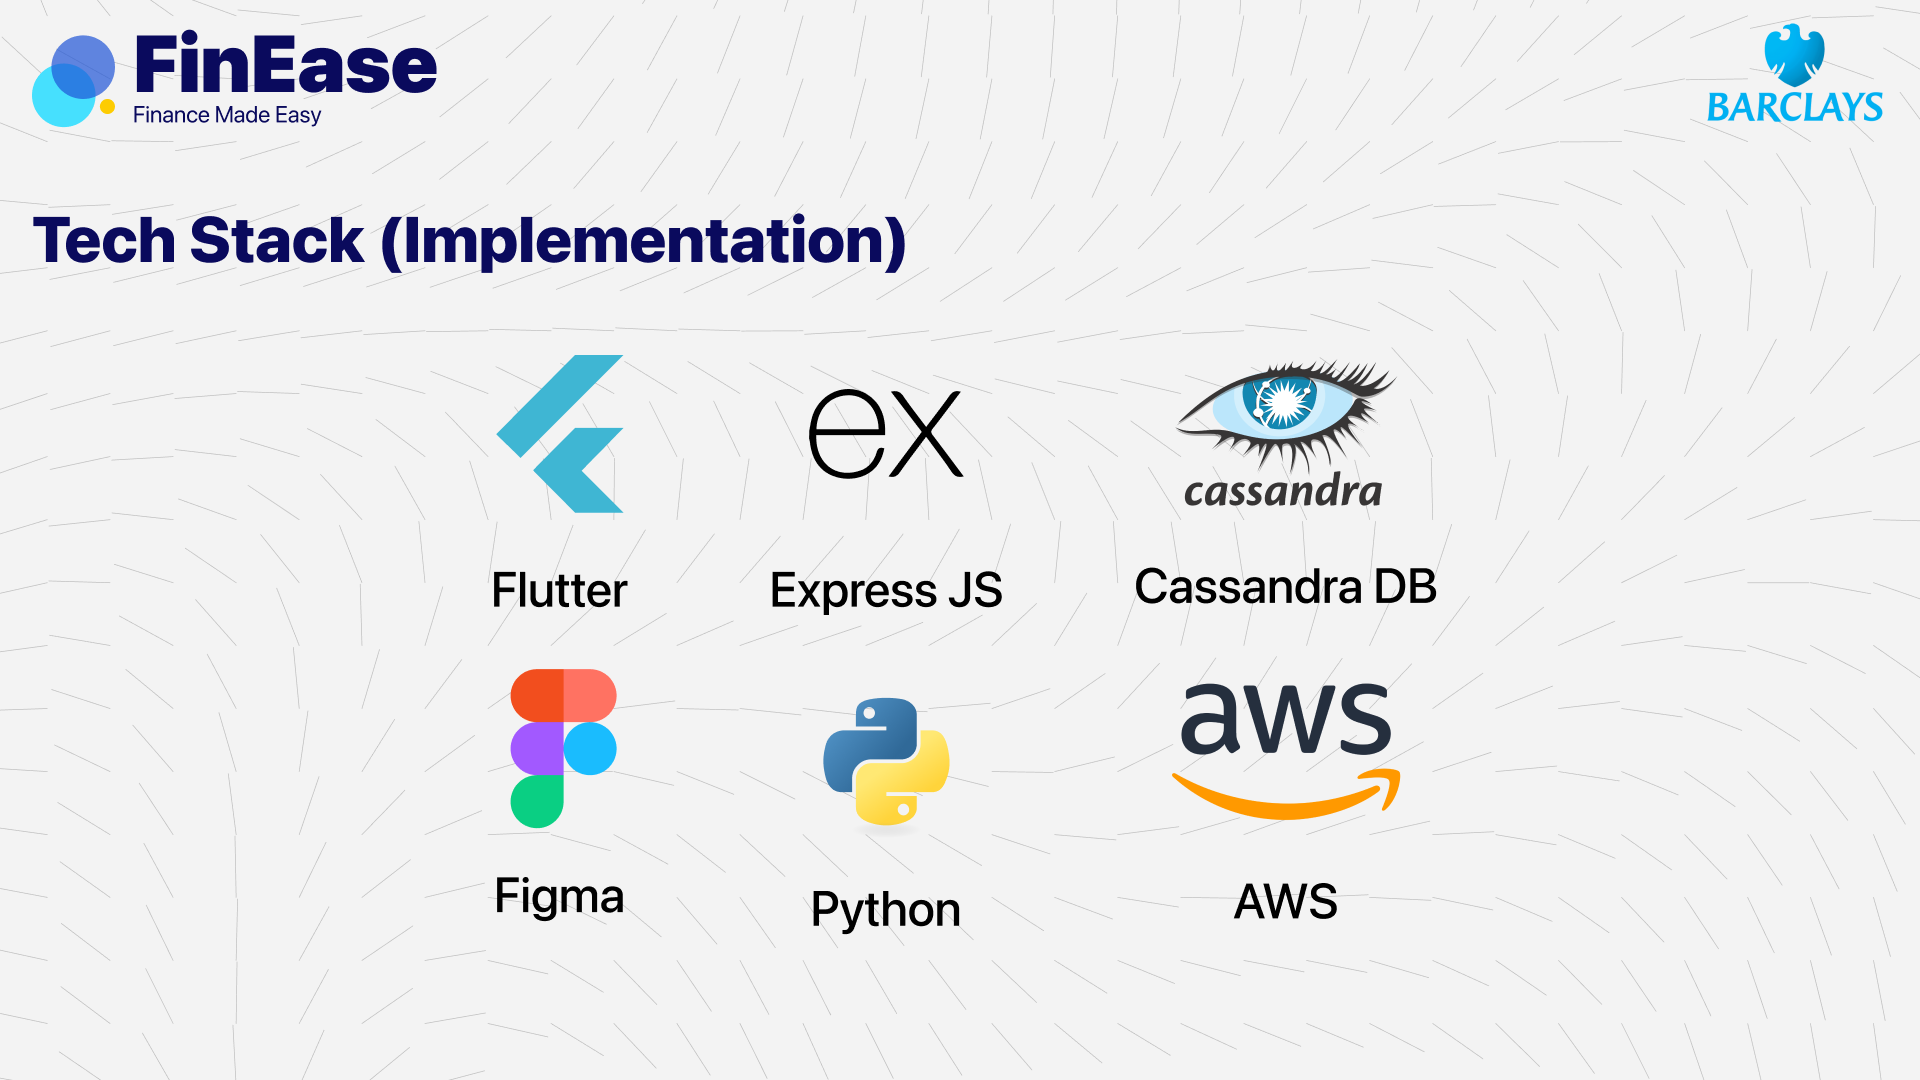 FinEase
Finance Made Easy
BARCLAYS
Tech Stack (Implementation)
ex
cassandra
Flutter
Express JS
Cassandra DB
aws
Figma
Python
AWS